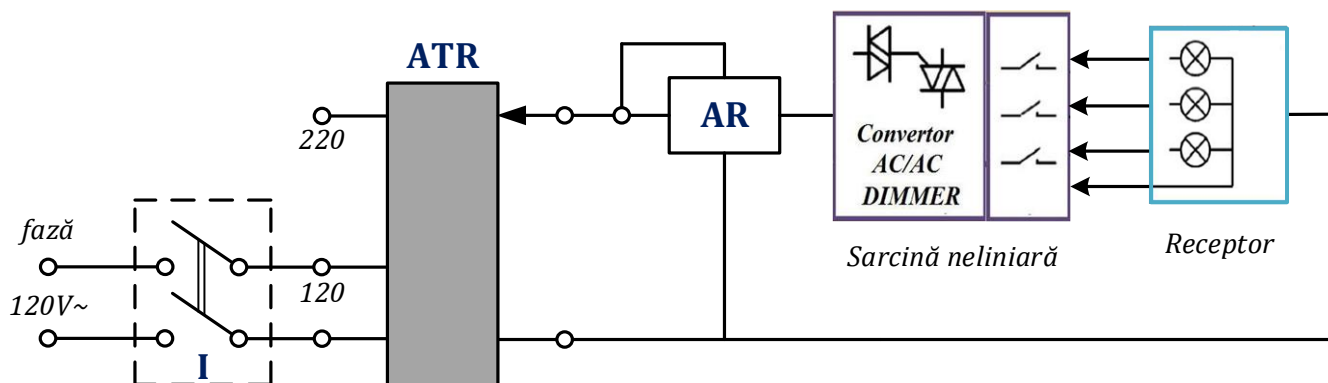 ATR
220
AR
Convertor
AC/AC
DIMMER
Sarcină neliniară
Receptor
fază
120V~
120
I